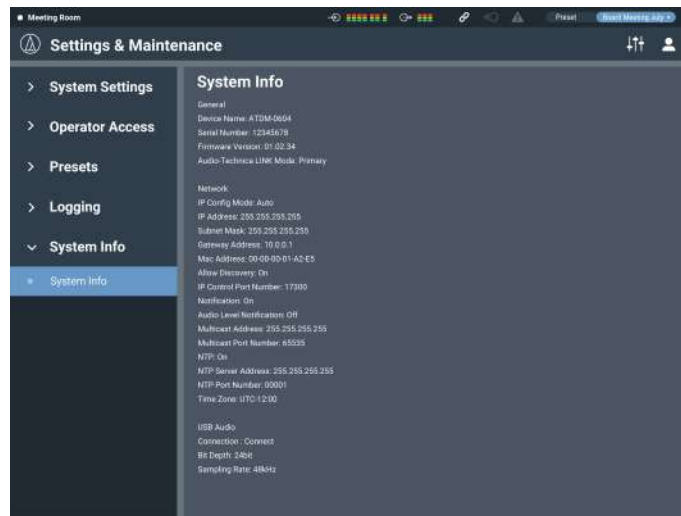 Meeting Room
Preset
Board Meeting July
Settings & Maintenance
System Settings
Operator Access
Presets
Logging
System Info
System Info
System Info
General
Device Name: ATDM-0604
Serial Number: 12345678
Firmware Version: 01.02.34
Audio-Technica LINK Mode: Primary
Network
IP Config Mode: Auto
IP Address: 255.255.255.255
Subnet Mask: 255.255.255.255
Gateway Address: 10.0.0.1
Mac Address: 00-00-00-01-A2-E5
Allow Discovery: On
IP Control Port Number: 17300
Notification: On
Audio Level Notification: Off
Multicast Address: 255.255.255.255
Multicast Port Number: 65535
NTP: On
NTP Server Address: 255.255.255.255
NTP Port Number: 00001
Time Zone: UTC-12:00
USB Audio
Connection : Connect
Bit Depth: 24bit
Sampling Rate: 48kHz